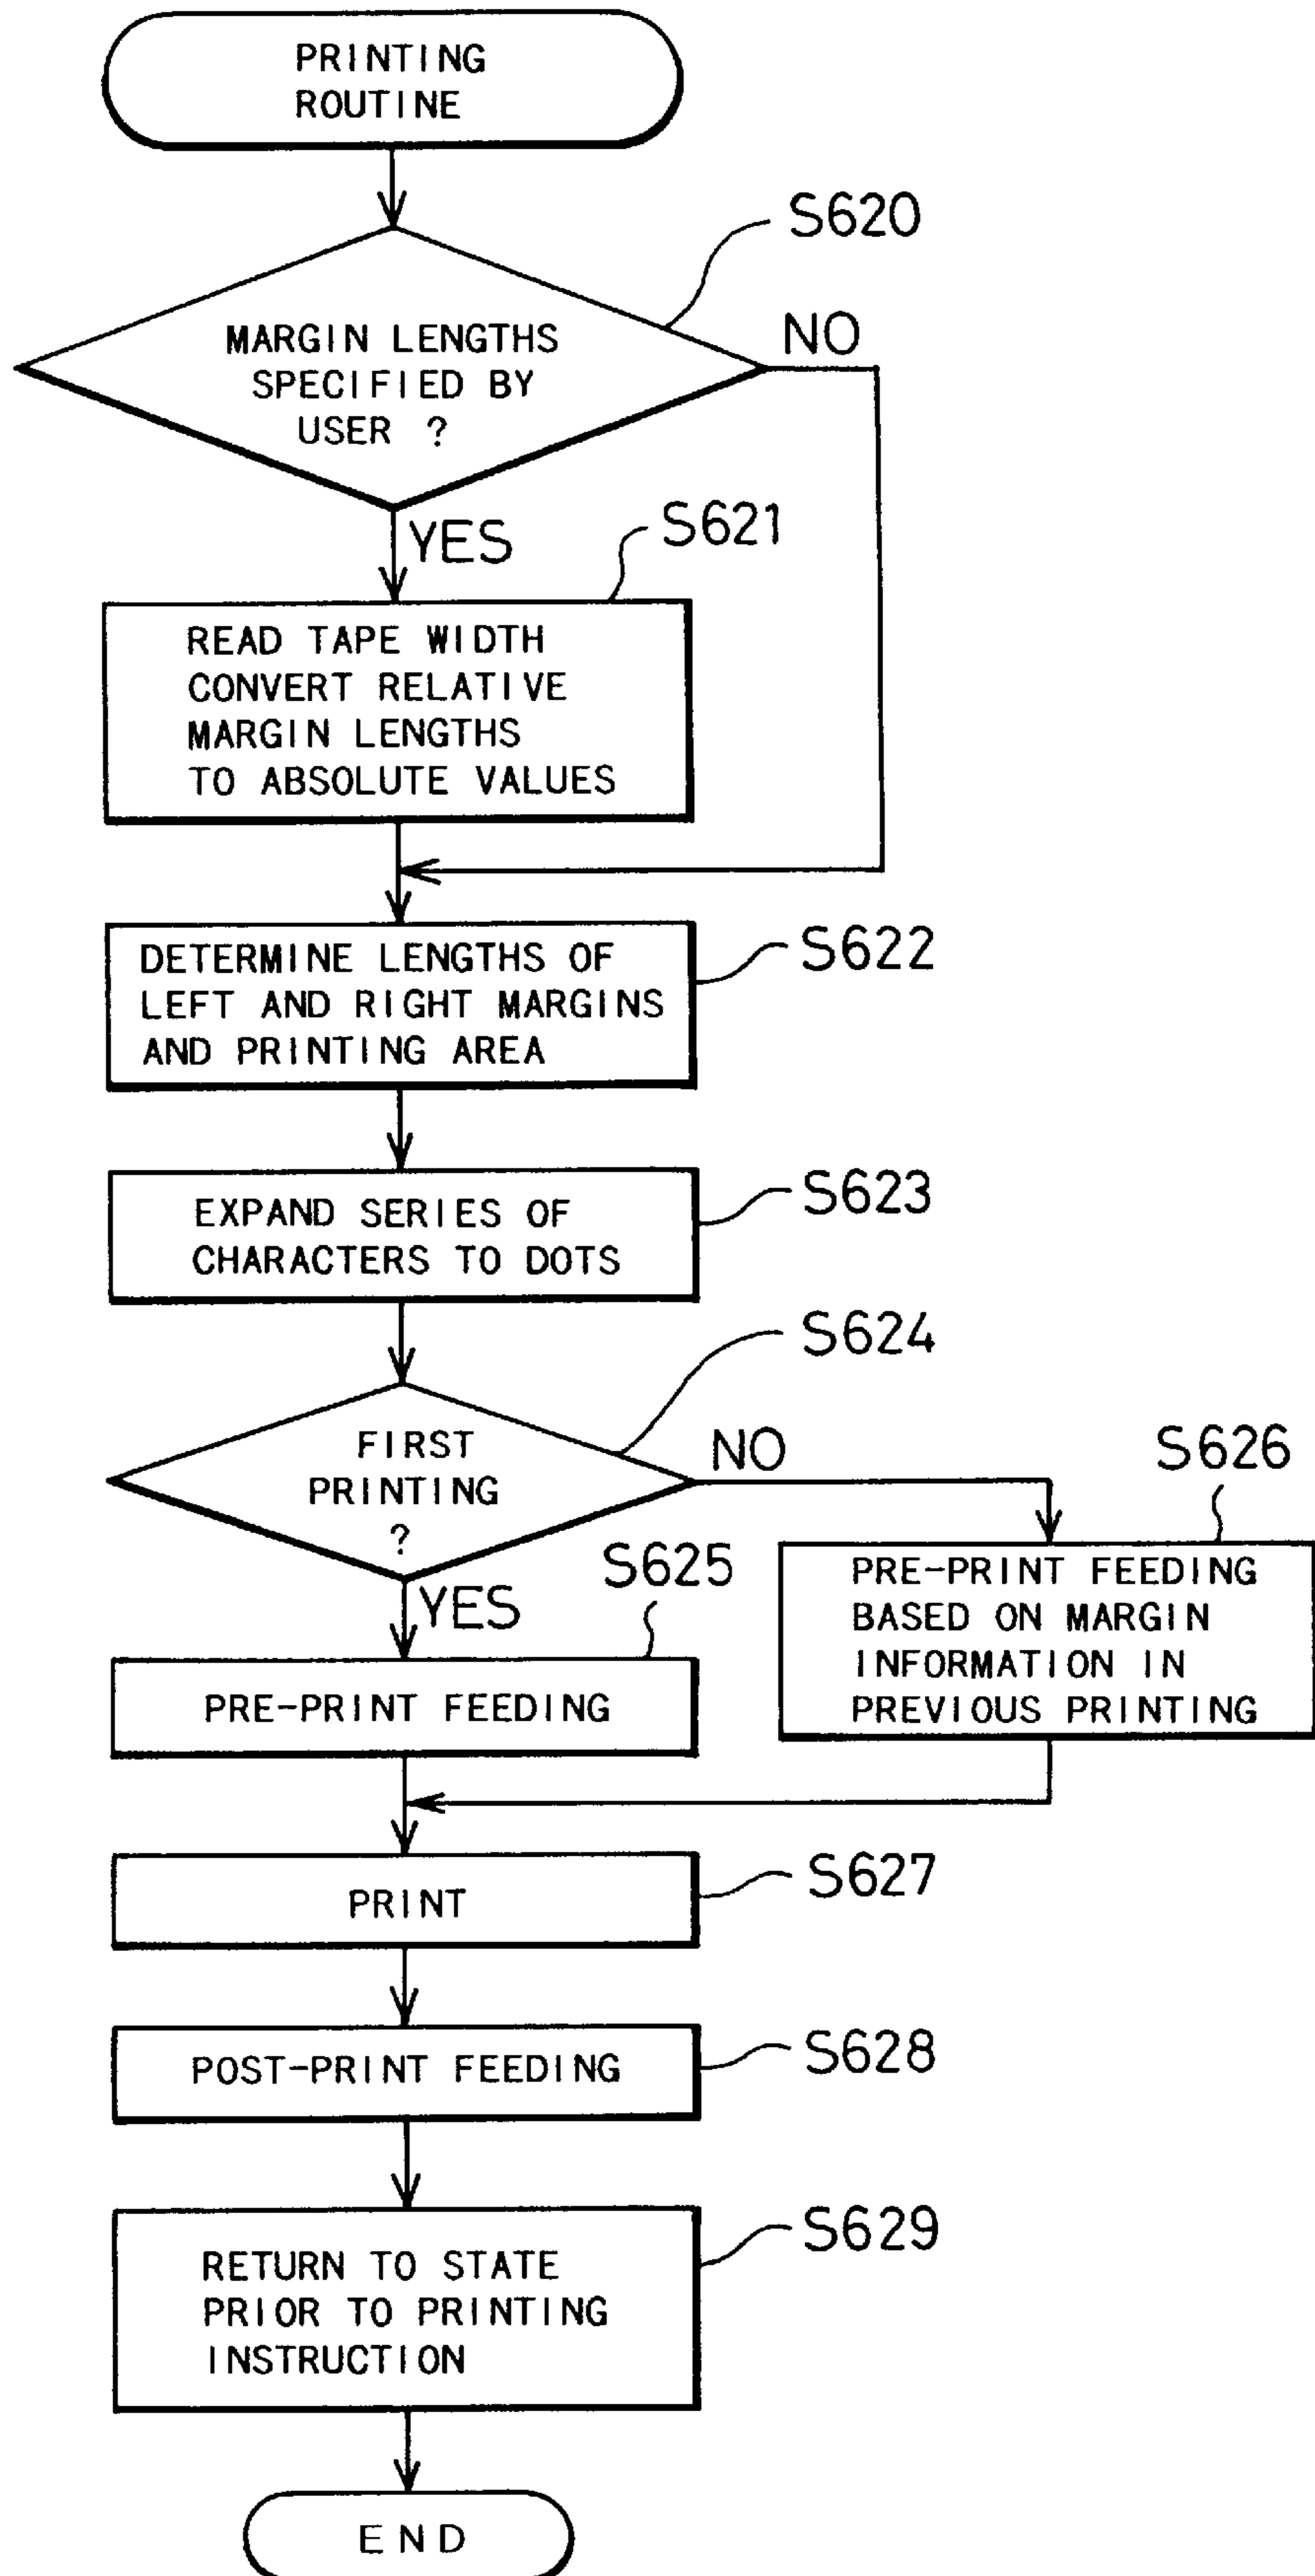 PRINTING
ROUTINE
S620
MARGIN LENGTHS
SPECIFIED BY
USER ?
NO
YES
S621
READ TAPE WIDTH
CONVERT RELATIVE
MARGIN LENGTHS
TO ABSOLUTE VALUES
S622
DETERMINE LENGTHS OF
LEFT AND RIGHT MARGINS
AND PRINTING AREA
S623
EXPAND SERIES OF
CHARACTERS TO DOTS
S624
FIRST
PRINTING
?
NO
YES
S625
PRE-PRINT FEEDING
S626
PRE-PRINT FEEDING
BASED ON MARGIN
INFORMATION IN
PREVIOUS PRINTING
S627
PRINT
S628
POST-PRINT FEEDING
S629
RETURN TO STATE
PRIOR TO PRINTING
INSTRUCTION
END